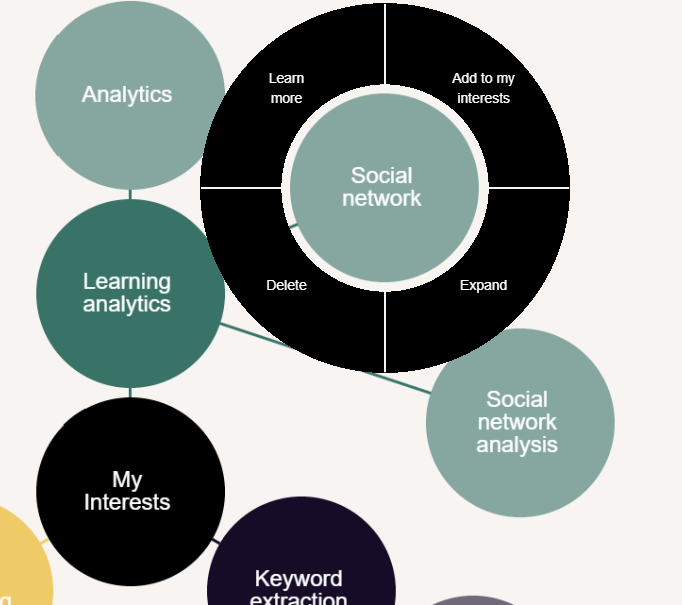 Analytics
Learn
more
Add to my
interests
Social
network
Learning
analytics
Delete
Expand
Social
network
analysis
My
Interests
Keyword
extraction